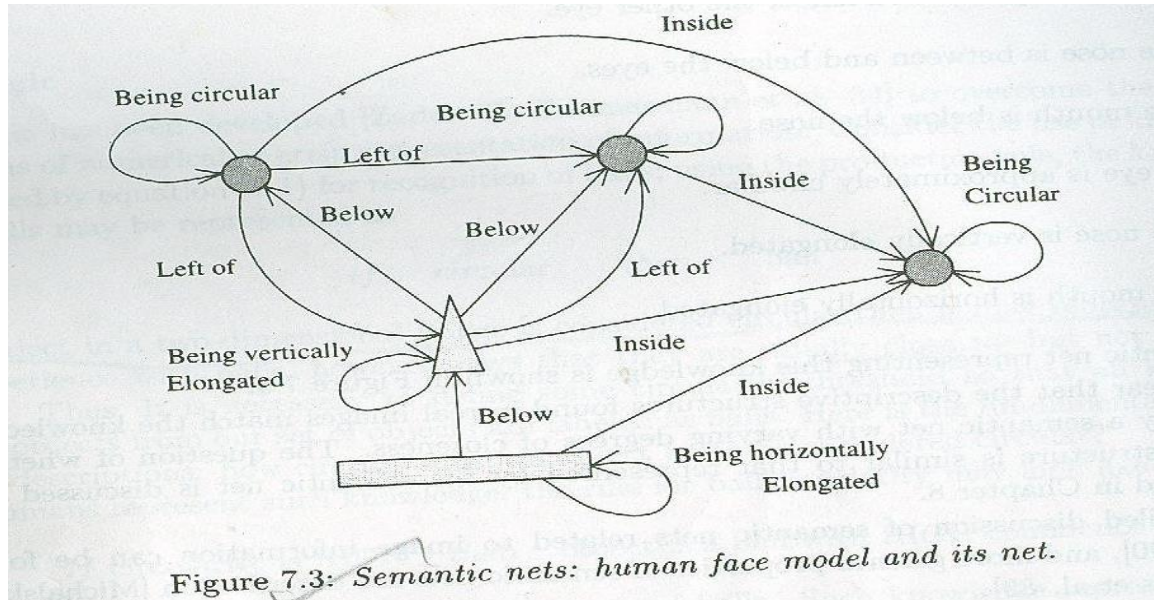 Inside
Being circular
Being circular
Left of
Inside
Being
Circular
Below
Below
Left of
Left of
Being vertically
Elongated
Inside
Inside
Below
Being horizontally
Elongated
Figure 7.3: Semantic nets: human face model and its net.